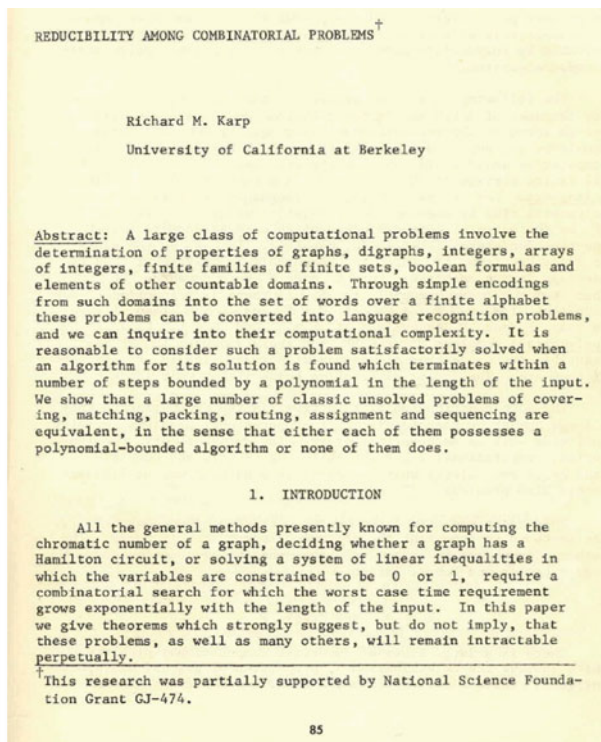 REDUCIBILITY AMONG COMBINATORIAL PROBLEMS†
Richard M. Karp
University of California at Berkeley
Abstract: A large class of computational problems involve the
determination of properties of graphs, digraphs, integers, arrays
of integers, finite families of finite sets, boolean formulas and
elements of other countable domains. Through simple encodings
from such domains into the set of words over a finite alphabet
these problems can be converted into language recognition problems,
and we can inquire into their computational complexity. It is
reasonable to consider such a problem satisfactorily solved when
an algorithm for its solution is found which terminates within a
number of steps bounded by a polynomial in the length of the input.
We show that a large number of classic unsolved problems of cover-
ing, matching, packing, routing, assignment and sequencing are
equivalent, in the sense that either each of them possesses a
polynomial-bounded algorithm or none of them does.
1. INTRODUCTION
All the general methods presently known for computing the
chromatic number of a graph, deciding whether a graph has a
Hamilton circuit, or solving a system of linear inequalities in
which the variables are constrained to be 0 or 1, require a
combinatorial search for which the worst case time requirement
grows exponentially with the length of the input. In this paper
we give theorems which strongly suggest, but do not imply, that
these problems, as well as many others, will remain intractable
perpetually.
†This research was partially supported by National Science Founda-
tion Grant GJ-474.
85